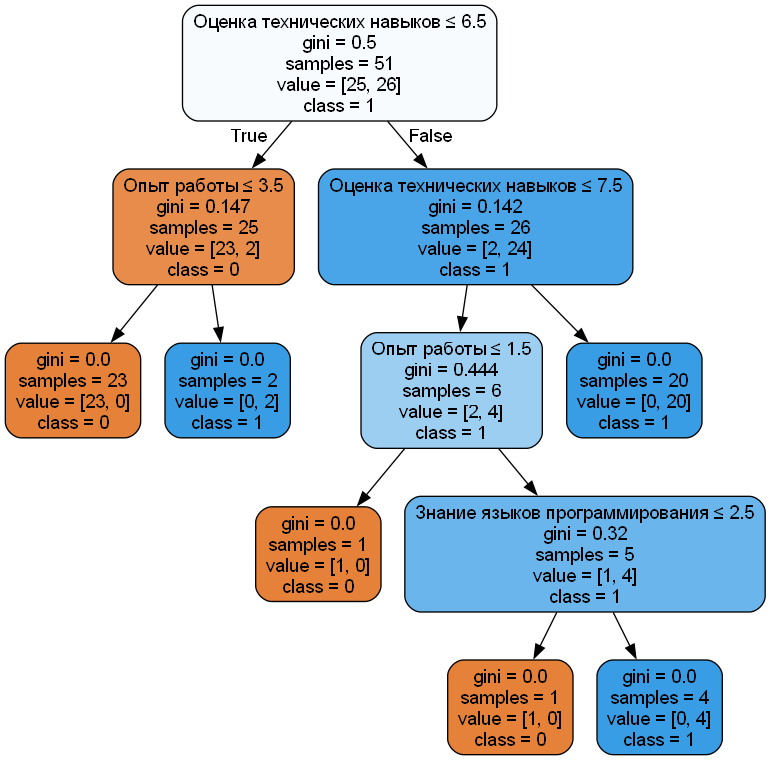 Оценка технических навыков ≤ 6.5
gini = 0.5
samples = 51
value = [25, 26]
class = 1
True
False
Опыт работы ≤ 3.5
gini = 0.147
samples = 25
value = [23, 2]
class = 0
Оценка технических навыков ≤ 7.5
gini = 0.142
samples = 26
value = [2, 24]
class = 1
gini = 0.0
samples = 23
value = [23, 0]
class = 0
gini = 0.0
samples = 2
value = [0, 2]
class = 1
Опыт работы ≤ 1.5
gini = 0.444
samples = 6
value = [2, 4]
class = 1
gini = 0.0
samples = 20
value = [0, 20]
class = 1
gini = 0.0
samples = 1
value = [1, 0]
class = 0
Знание языков программирования ≤ 2.5
gini = 0.32
samples = 5
value = [1, 4]
class = 1
gini = 0.0
samples = 1
value = [1, 0]
class = 0
gini = 0.0
samples = 4
value = [0, 4]
class = 1